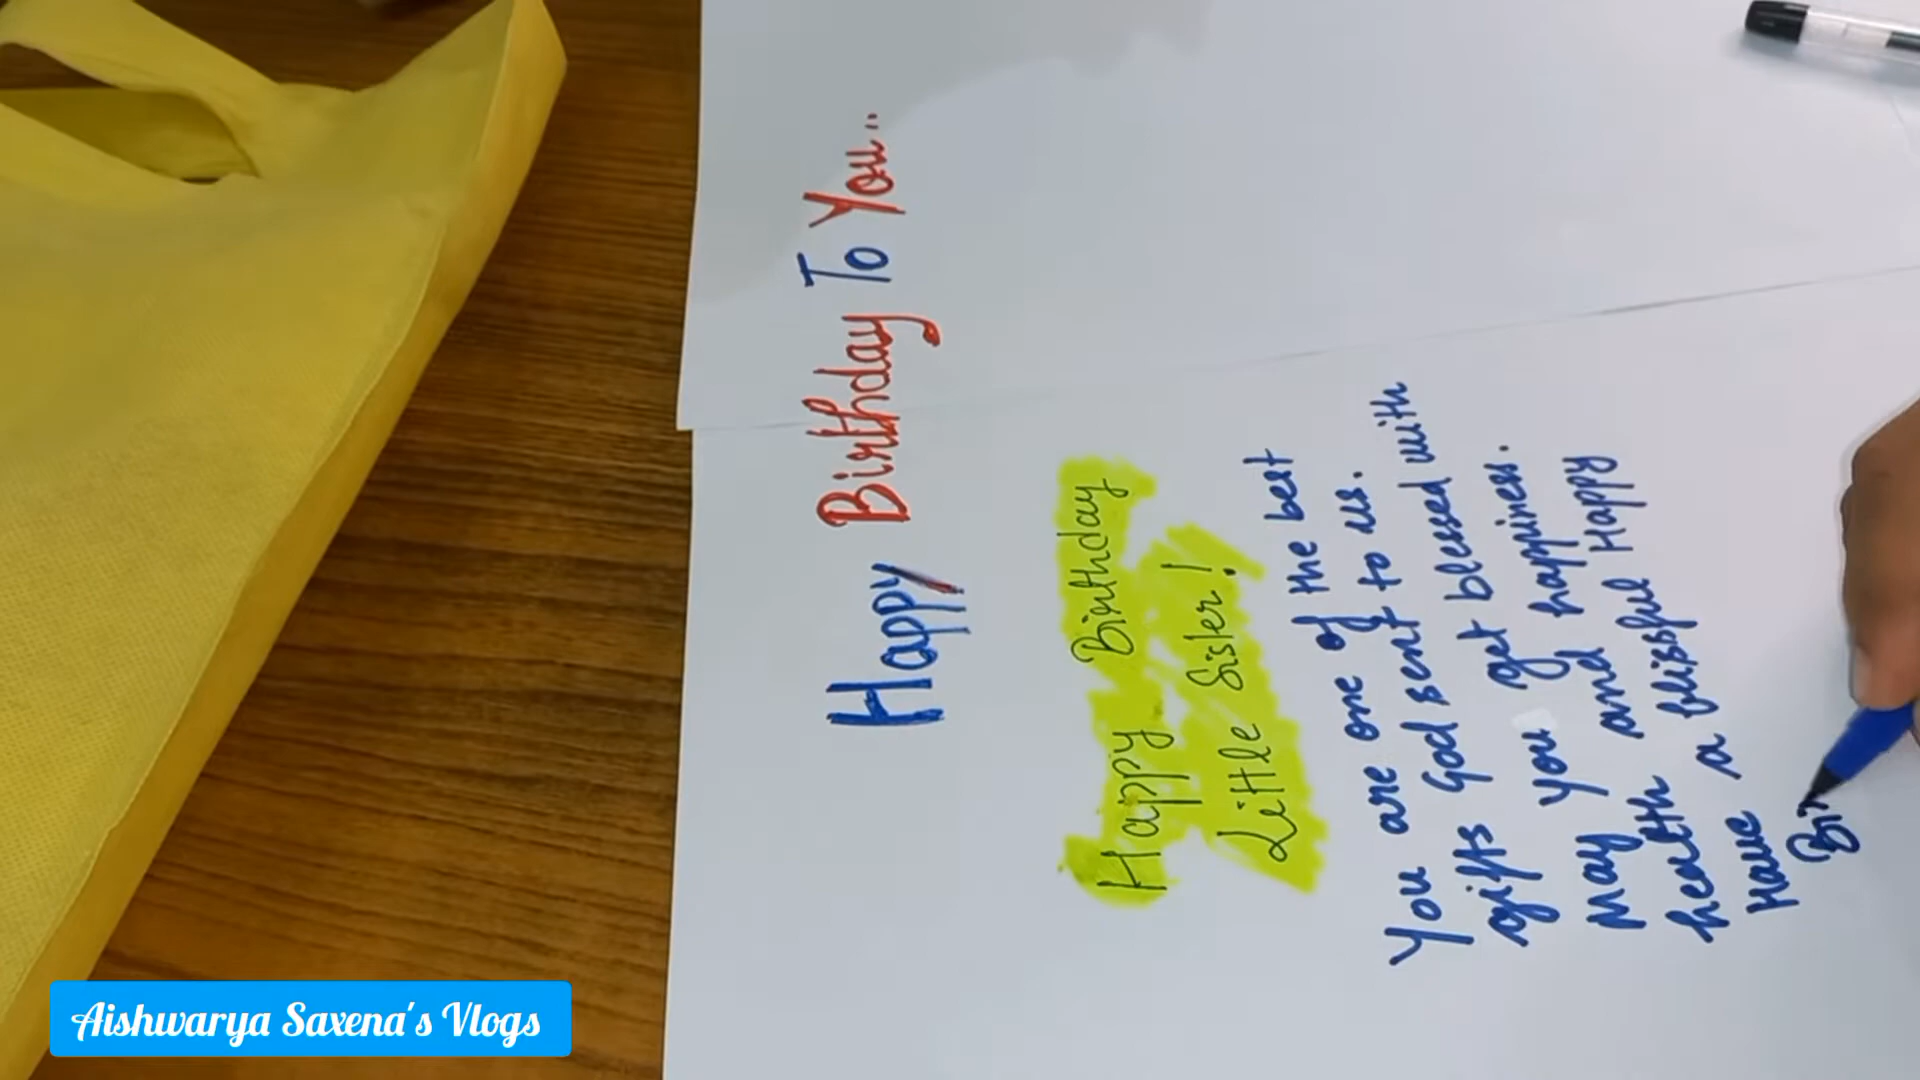 Happy Birthday To You..
Happy Birthday
Little Sister!
You are one of the best
gifts God sent to us.
May you get blessed with
health and happiness.
Have a blissful Happy
Bir
Aishwarya Saxena's Vlogs